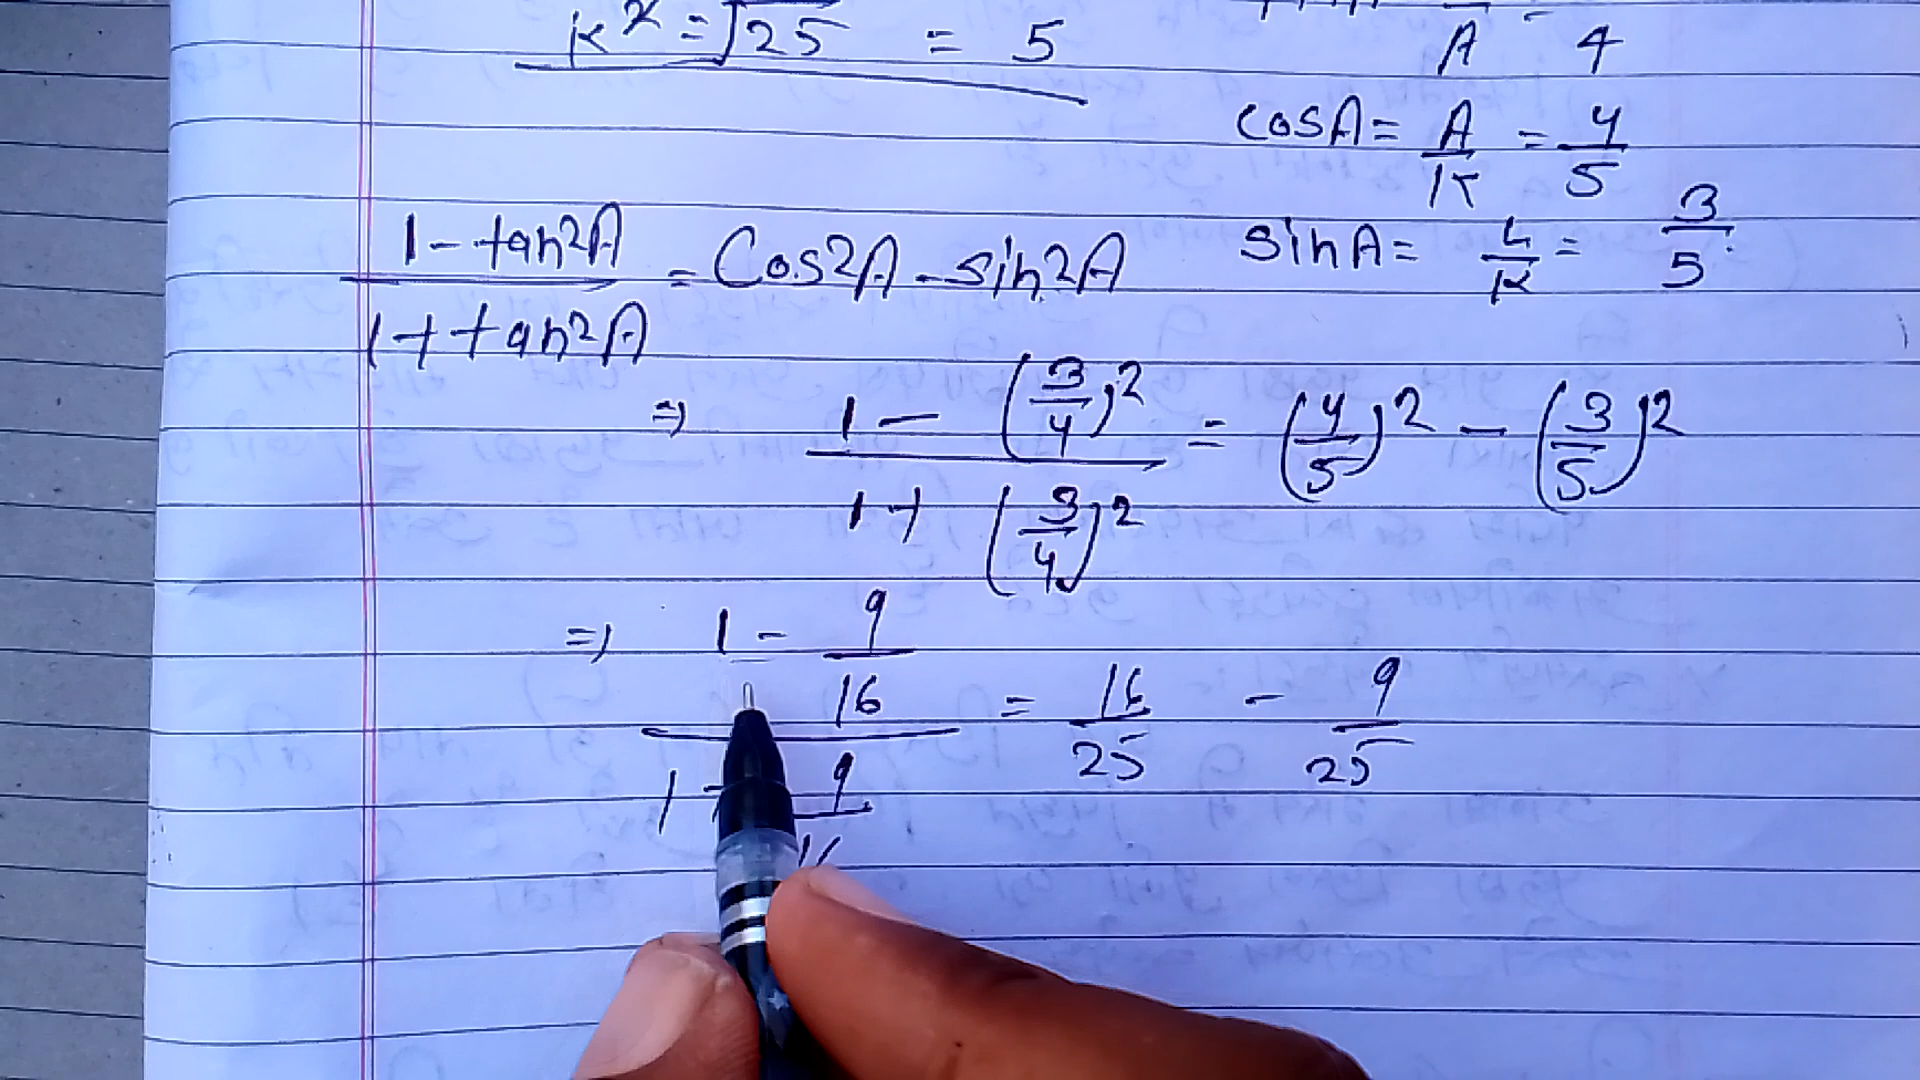 K² = √25 = 5
A 4
cosA = A/K = 4/5
sinA = L/K = 3/5
(1 - tan²A)/(1 + tan²A) = Cos²A - sin²A
⇒ (1 - (3/4)²)/(1 + (3/4)²) = (4/5)² - (3/5)²
⇒ (1 - 9/16)/(1 + 9/16) = 16/25 - 9/25